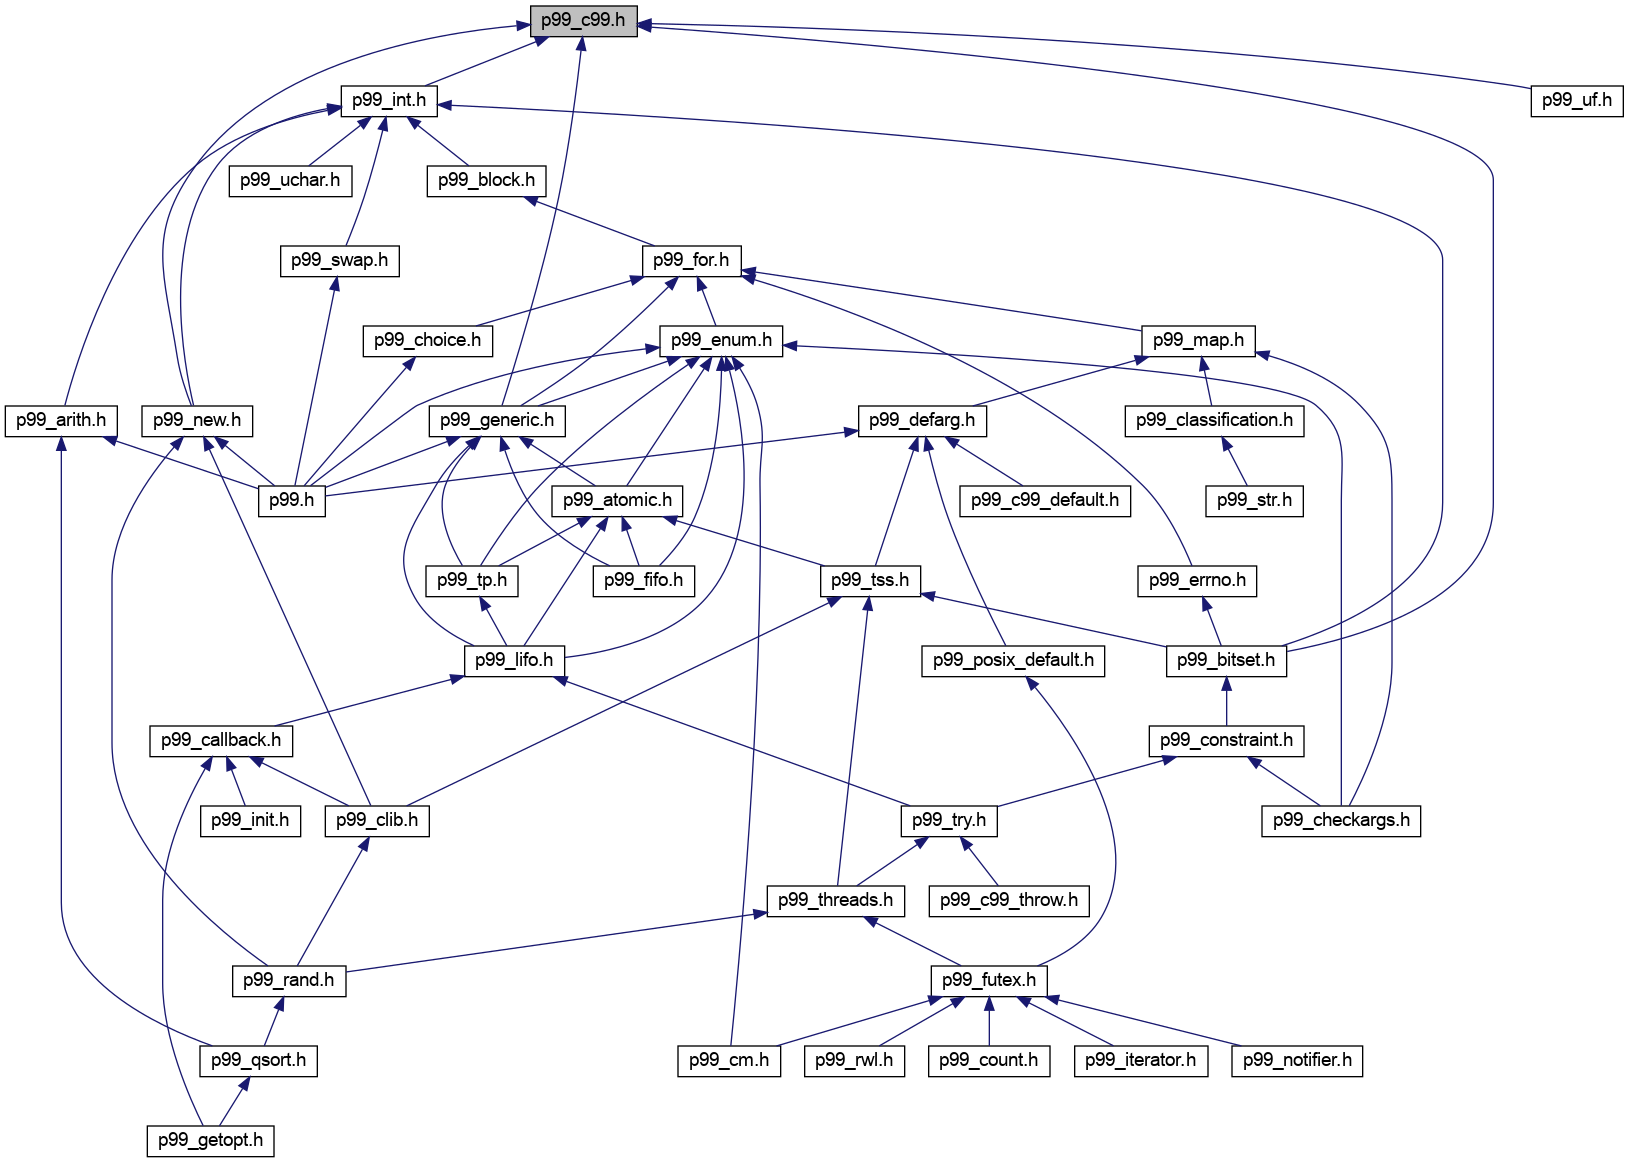 p99_c99.h
p99_int.h
p99_uf.h
p99_uchar.h
p99_block.h
p99_swap.h
p99_for.h
p99_choice.h
p99_enum.h
p99_map.h
p99_arith.h
p99_new.h
p99_generic.h
p99_defarg.h
p99_classification.h
p99.h
p99_atomic.h
p99_c99_default.h
p99_str.h
p99_tp.h
p99_fifo.h
p99_tss.h
p99_errno.h
p99_lifo.h
p99_posix_default.h
p99_bitset.h
p99_callback.h
p99_constraint.h
p99_init.h
p99_clib.h
p99_try.h
p99_checkargs.h
p99_threads.h
p99_c99_throw.h
p99_rand.h
p99_futex.h
p99_qsort.h
p99_cm.h
p99_rwl.h
p99_count.h
p99_iterator.h
p99_notifier.h
p99_getopt.h